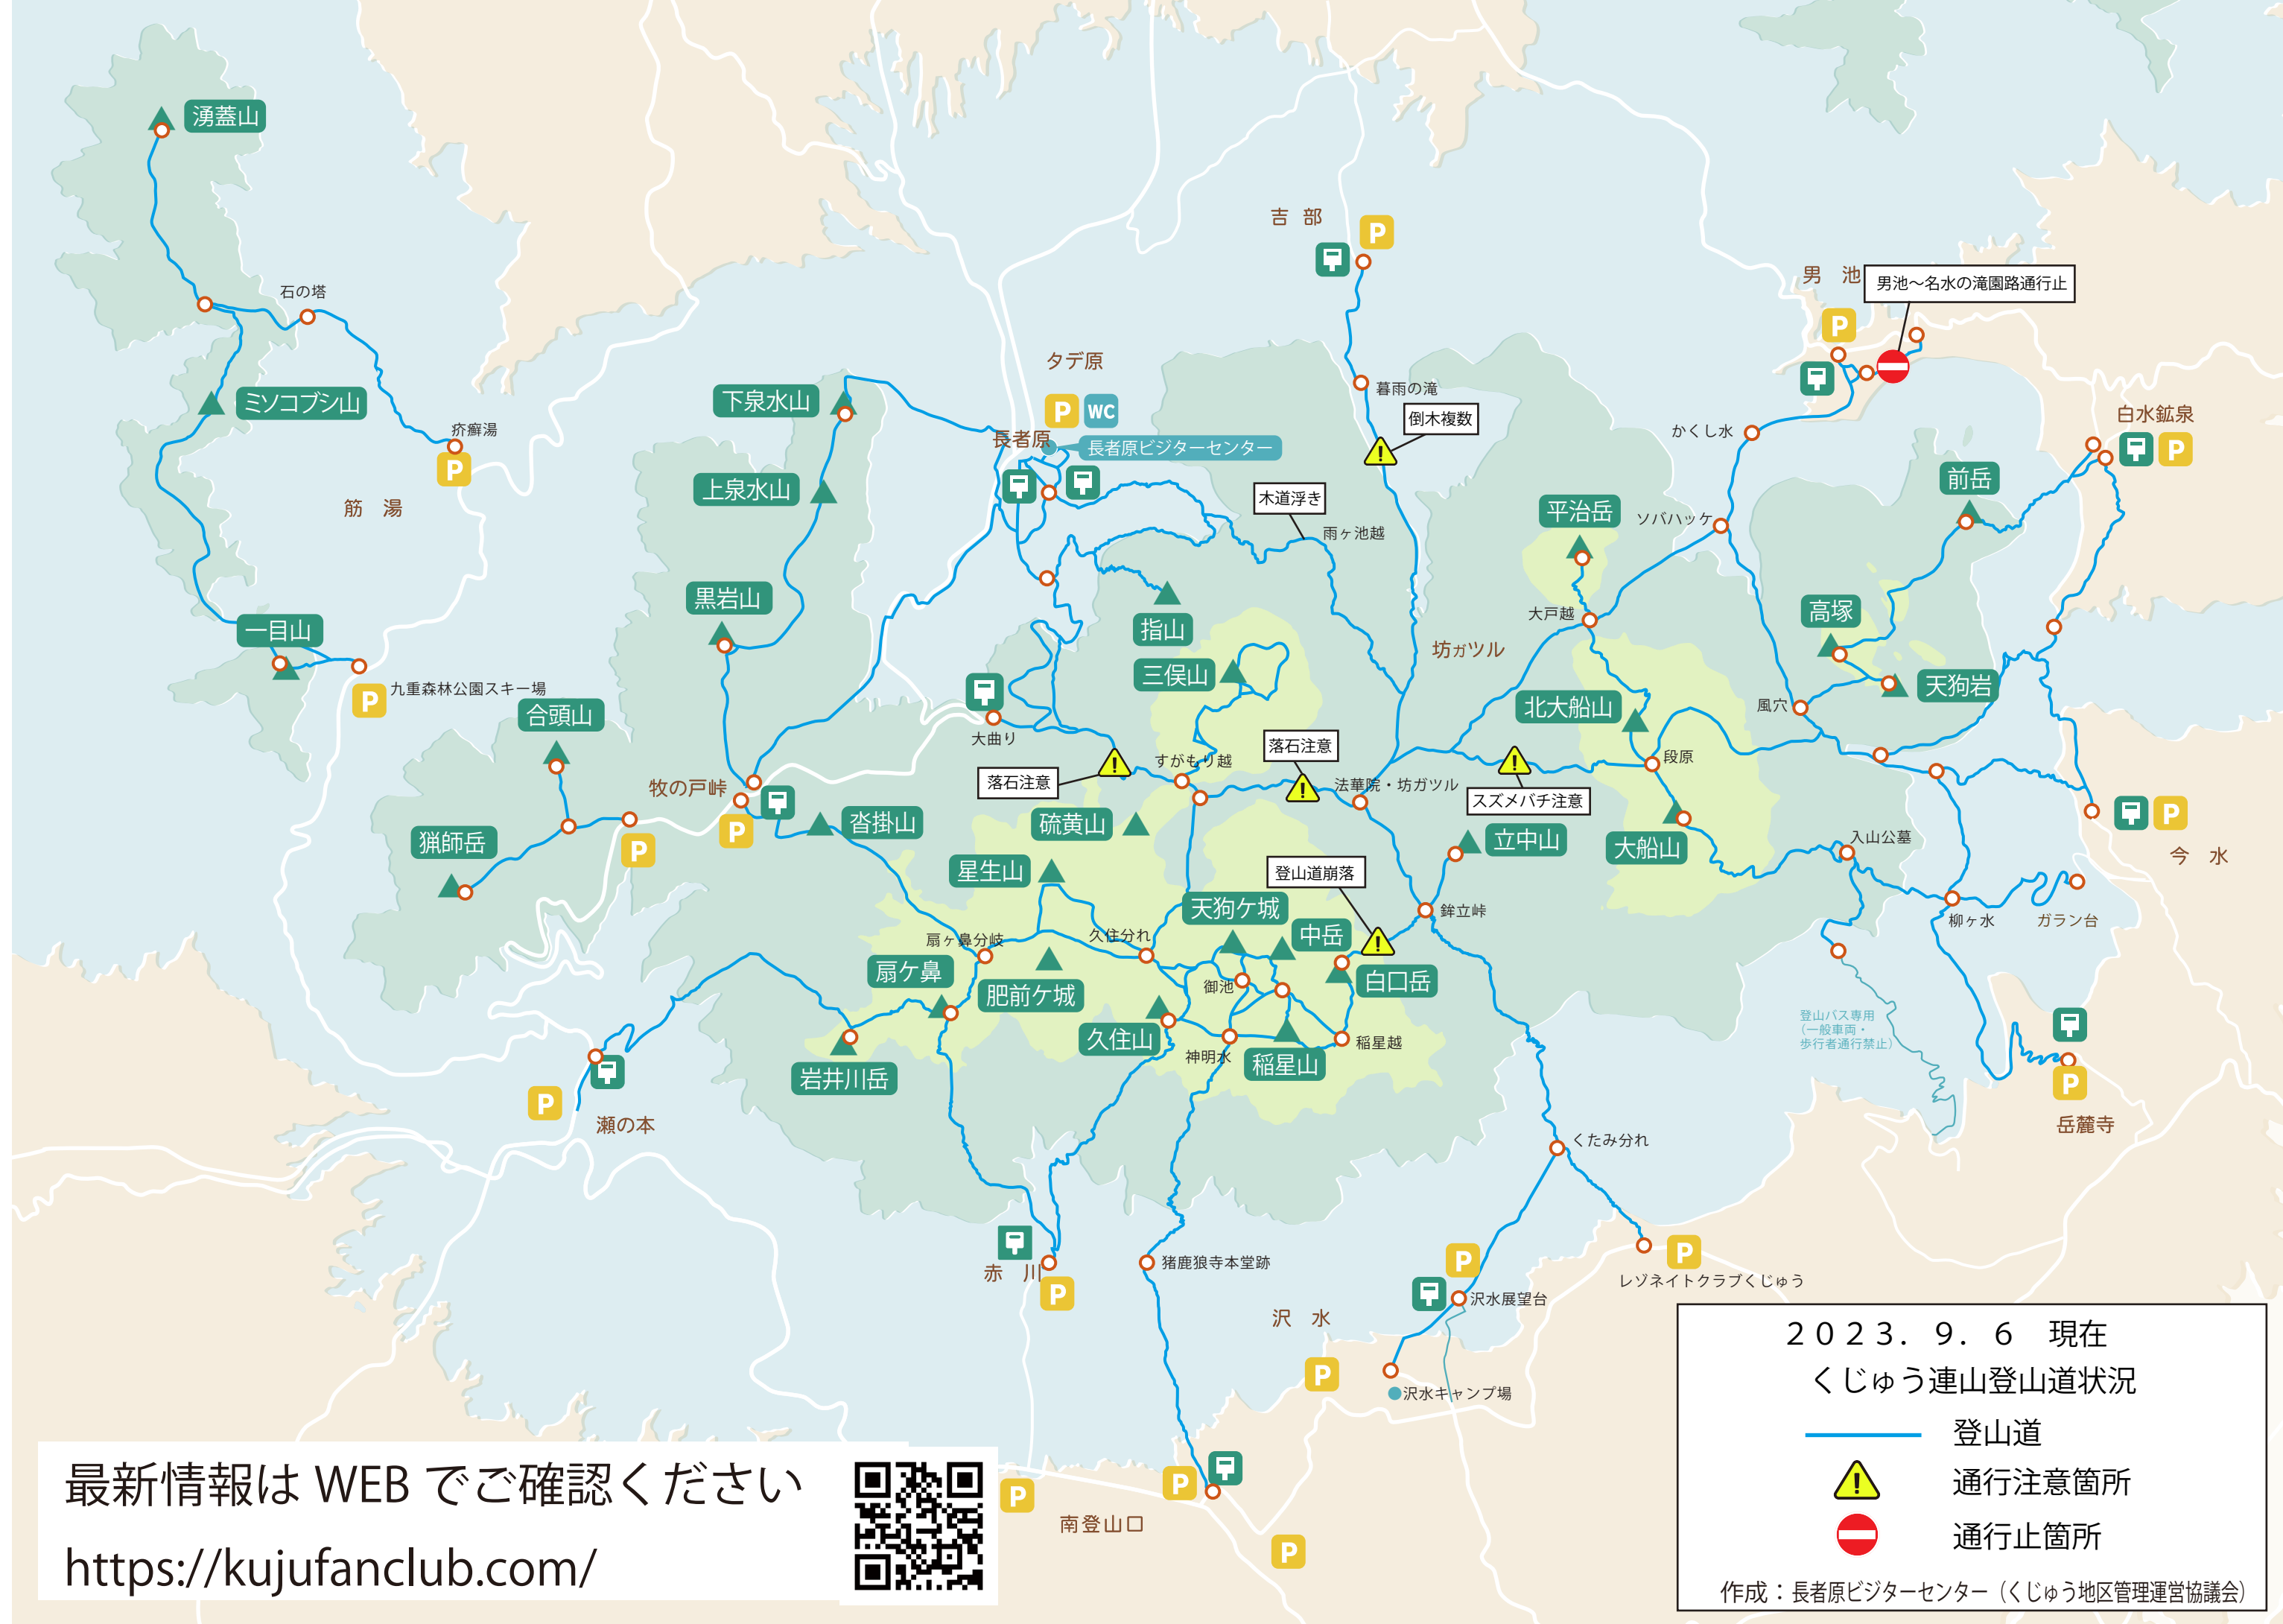 湧蓋山
石の塔
ミソコブシ山
疥癬湯
P
筋 湯
一目山
P
九重森林公園スキー場
合頭山
猟師岳
P
下泉水山
上泉水山
黒岩山
牧の戸峠
P
沓掛山
タデ原
P
WC
長者原
長者原ビジターセンター
吉 部
P
暮雨の滝
倒木複数
木道浮き
雨ヶ池越
指山
三俣山
大曲り
落石注意
すがもり越
落石注意
法華院・坊ガツル
坊ガツル
硫黄山
星生山
扇ヶ鼻分岐
久住分れ
扇ケ鼻
肥前ケ城
岩井川岳
久住山
天狗ケ城
御池
中岳
白口岳
登山道崩落
神明水
稲星山
稲星越
鉾立峠
立中山
スズメバチ注意
平治岳
大戸越
北大船山
段原
大船山
男 池
男池～名水の滝園路通行止
P
かくし水
ソバハッケ
前岳
高塚
天狗岩
風穴
白水鉱泉
P
P
今 水
入山公墓
柳ヶ水
ガラン台
登山バス専用
（一般車両・
歩行者通行禁止）
P
岳麓寺
P
瀬の本
赤 川
P
猪鹿狼寺本堂跡
くたみ分れ
P
レゾネイトクラブくじゅう
P
沢水展望台
沢 水
P
沢水キャンプ場
P
P
南登山口
P
２０２３．９．６ 現在
くじゅう連山登山道状況
登山道
通行注意箇所
通行止箇所
作成：長者原ビジターセンター（くじゅう地区管理運営協議会）
最新情報は WEB でご確認ください
https://kujufanclub.com/